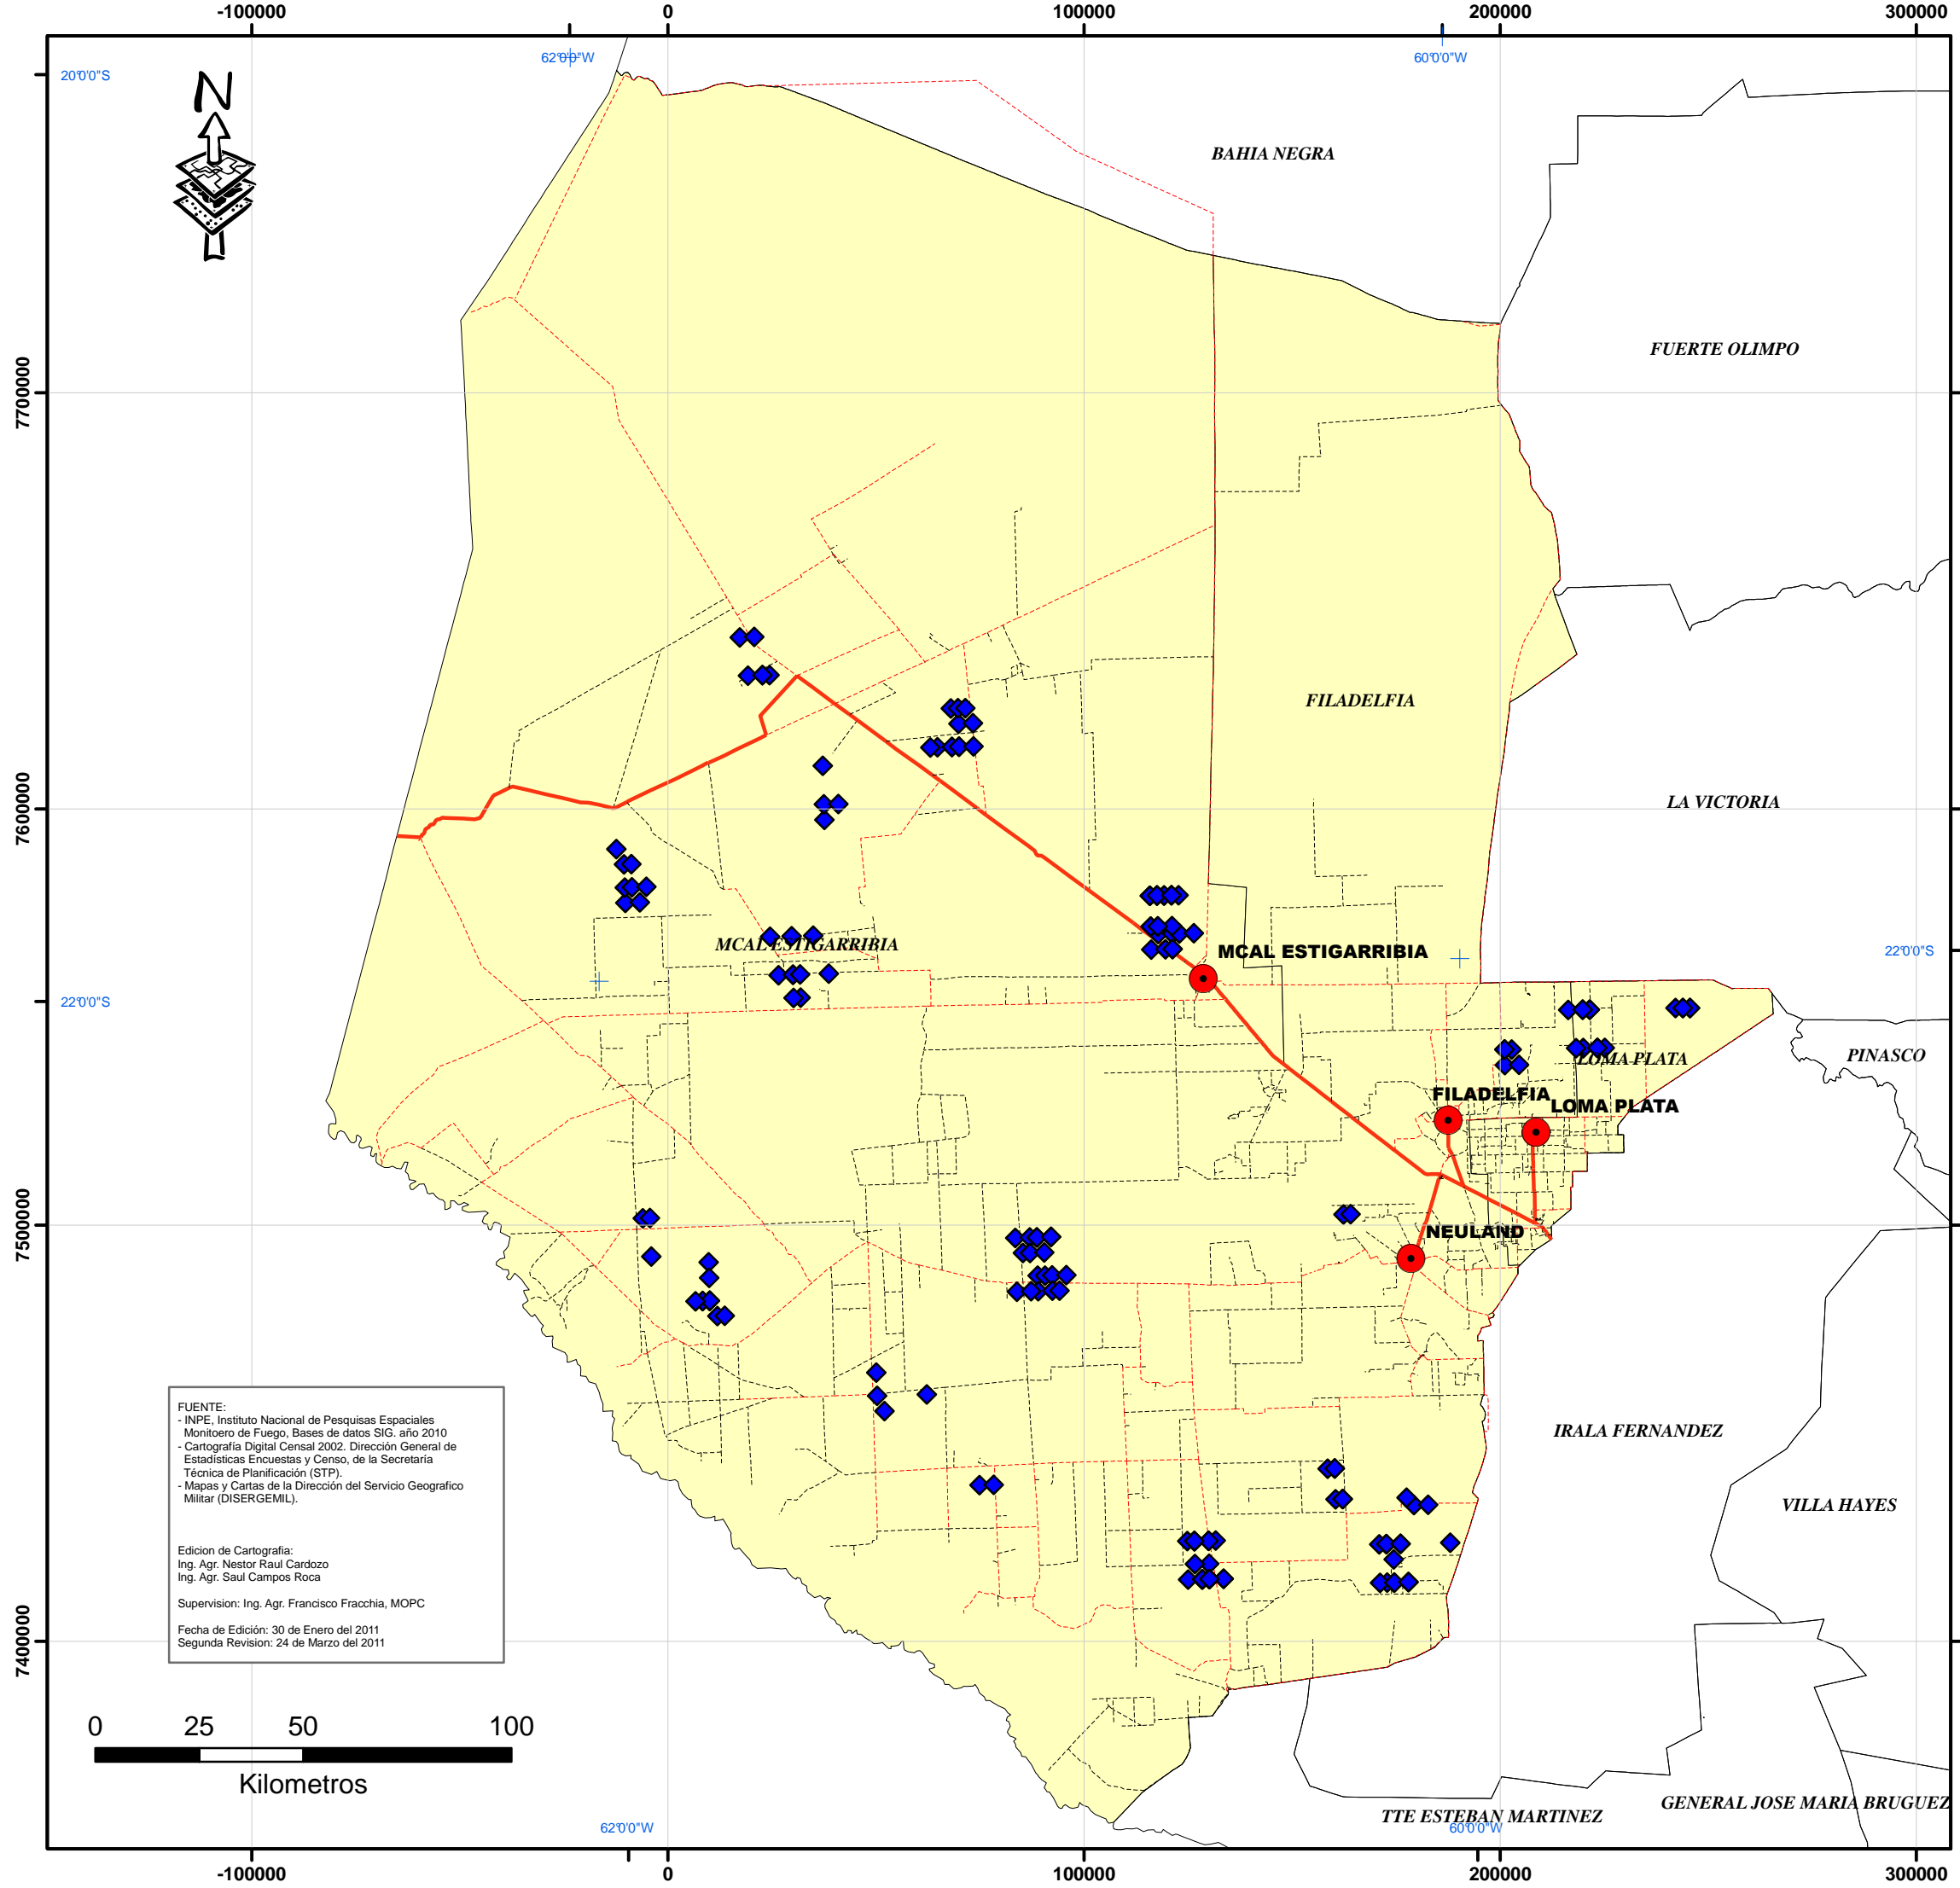 -100000 0 100000 200000 300000
62°0'0"W 60°0'0"W
20°0'0"S
N
BAHIA NEGRA
FUERTE OLIMPO
7700000
FILADELFIA
LA VICTORIA
7600000
MCAL ESTIGARRIBIA
MCAL ESTIGARRIBIA
22°0'0"S
22°0'0"S
LOMA PLATA
PINASCO
FILADELFIA
LOMA PLATA
7500000
NEULAND
IRALA FERNANDEZ
VILLA HAYES
FUENTE:
- INPE, Instituto Nacional de Pesquisas Espaciales
Monitoero de Fuego, Bases de datos SIG. año 2010
- Cartografía Digital Censal 2002. Dirección General de
Estadísticas Encuestas y Censo, de la Secretaría
Técnica de Planificación (STP).
- Mapas y Cartas de la Dirección del Servicio Geografico
Militar (DISERGEMIL).
Edicion de Cartografia:
Ing. Agr. Nestor Raul Cardozo
Ing. Agr. Saul Campos Roca
Supervision: Ing. Agr. Francisco Fracchia, MOPC
Fecha de Edición: 30 de Enero del 2011
Segunda Revision: 24 de Marzo del 2011
7400000
0 25 50 100
Kilometros
GENERAL JOSE MARIA BRUGUEZ
TTE ESTEBAN MARTINEZ
62°0'0"W 60°0'0"W
-100000 0 100000 200000 300000